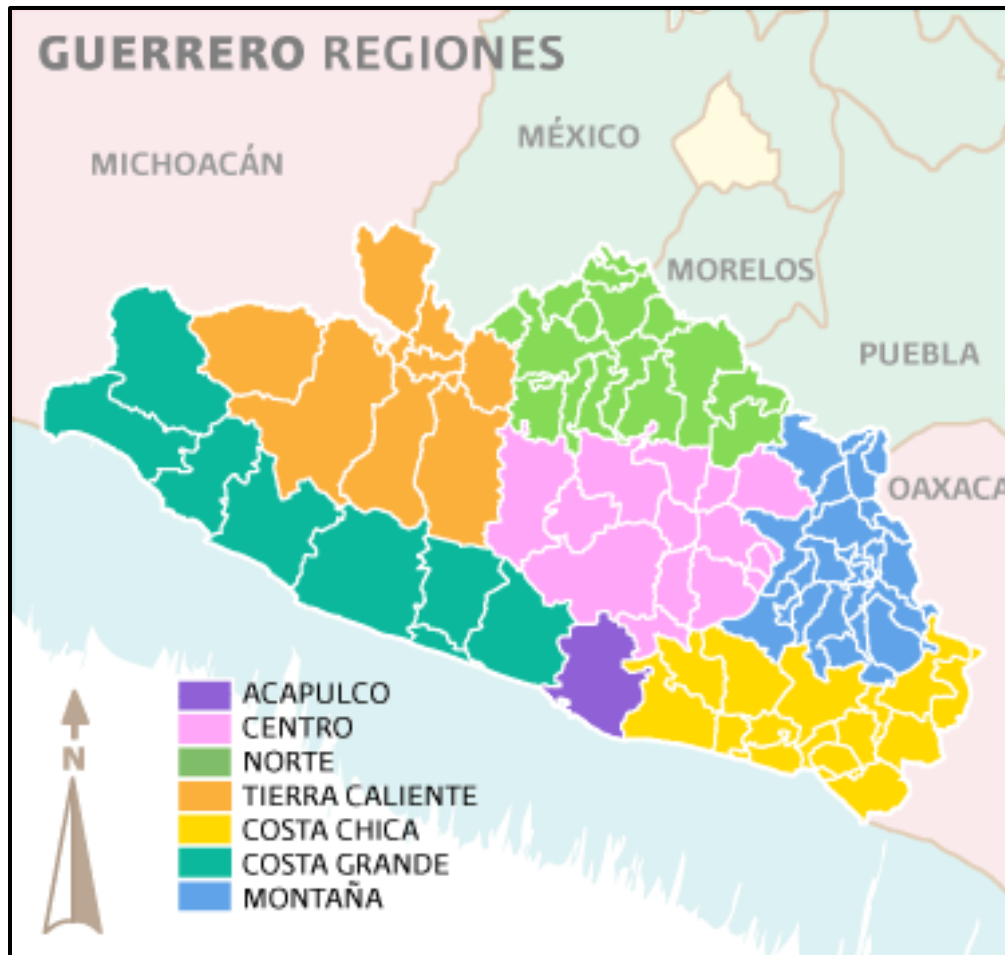 GUERRERO REGIONES
MÉXICO
MICHOACÁN
MORELOS
PUEBLA
OAXACA
N
ACAPULCO
CENTRO
NORTE
TIERRA CALIENTE
COSTA CHICA
COSTA GRANDE
MONTAÑA